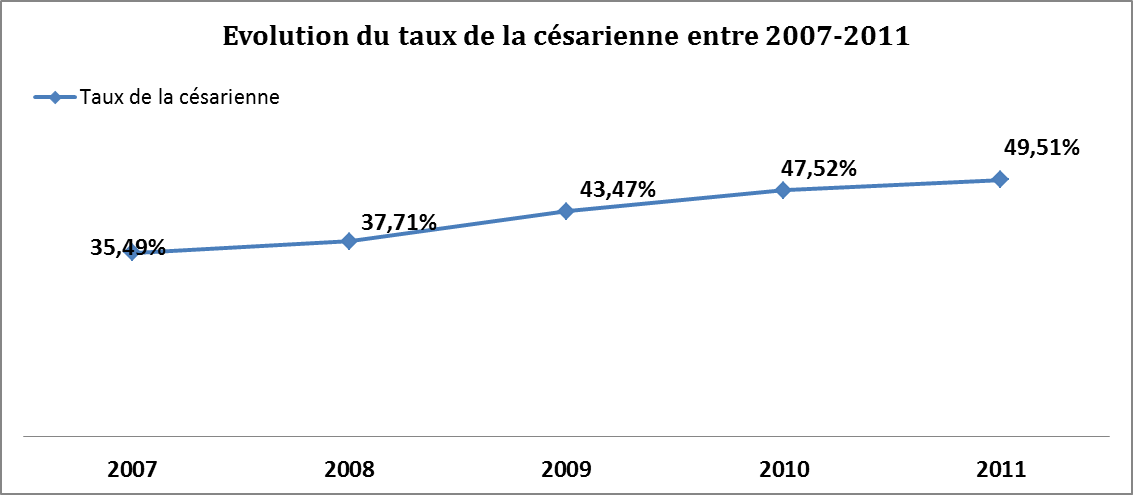 Evolution du taux de la césarienne entre 2007-2011
Taux de la césarienne
35,49%
37,71%
43,47%
47,52%
49,51%
2007 2008 2009 2010 2011